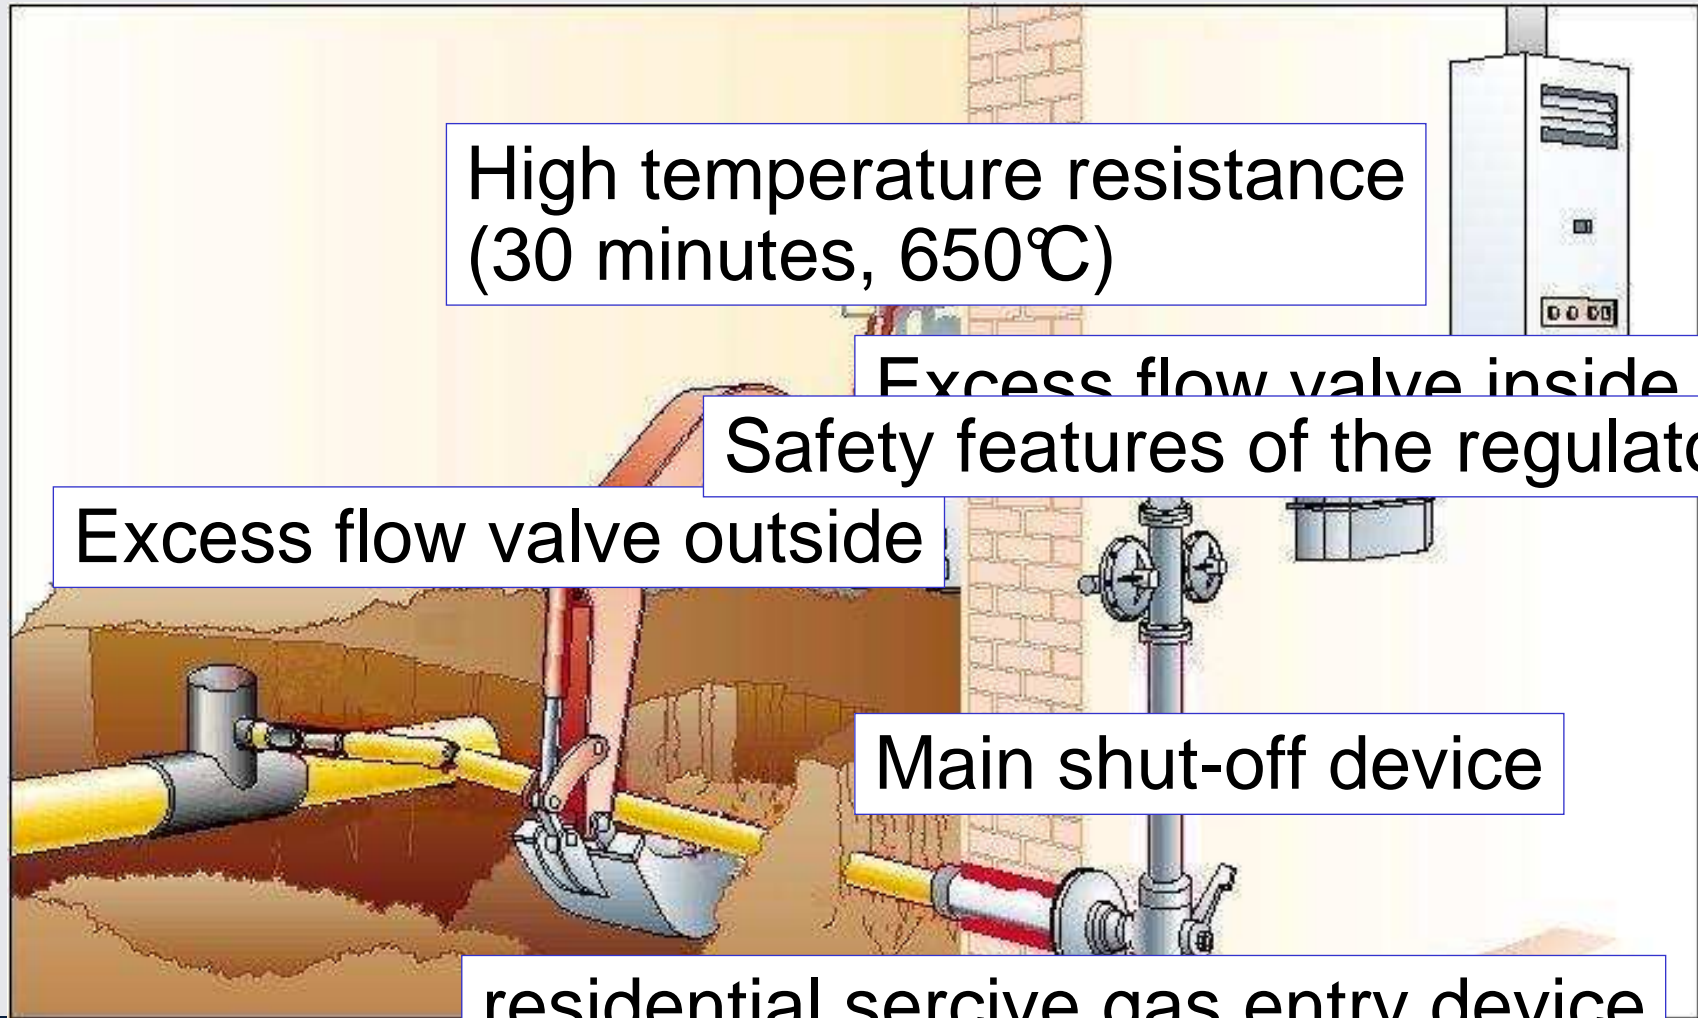 High temperature resistance
(30 minutes, 650℃)
Excess flow valve inside
Safety features of the regulato
Excess flow valve outside
Main shut-off device
residential sercive gas entry device